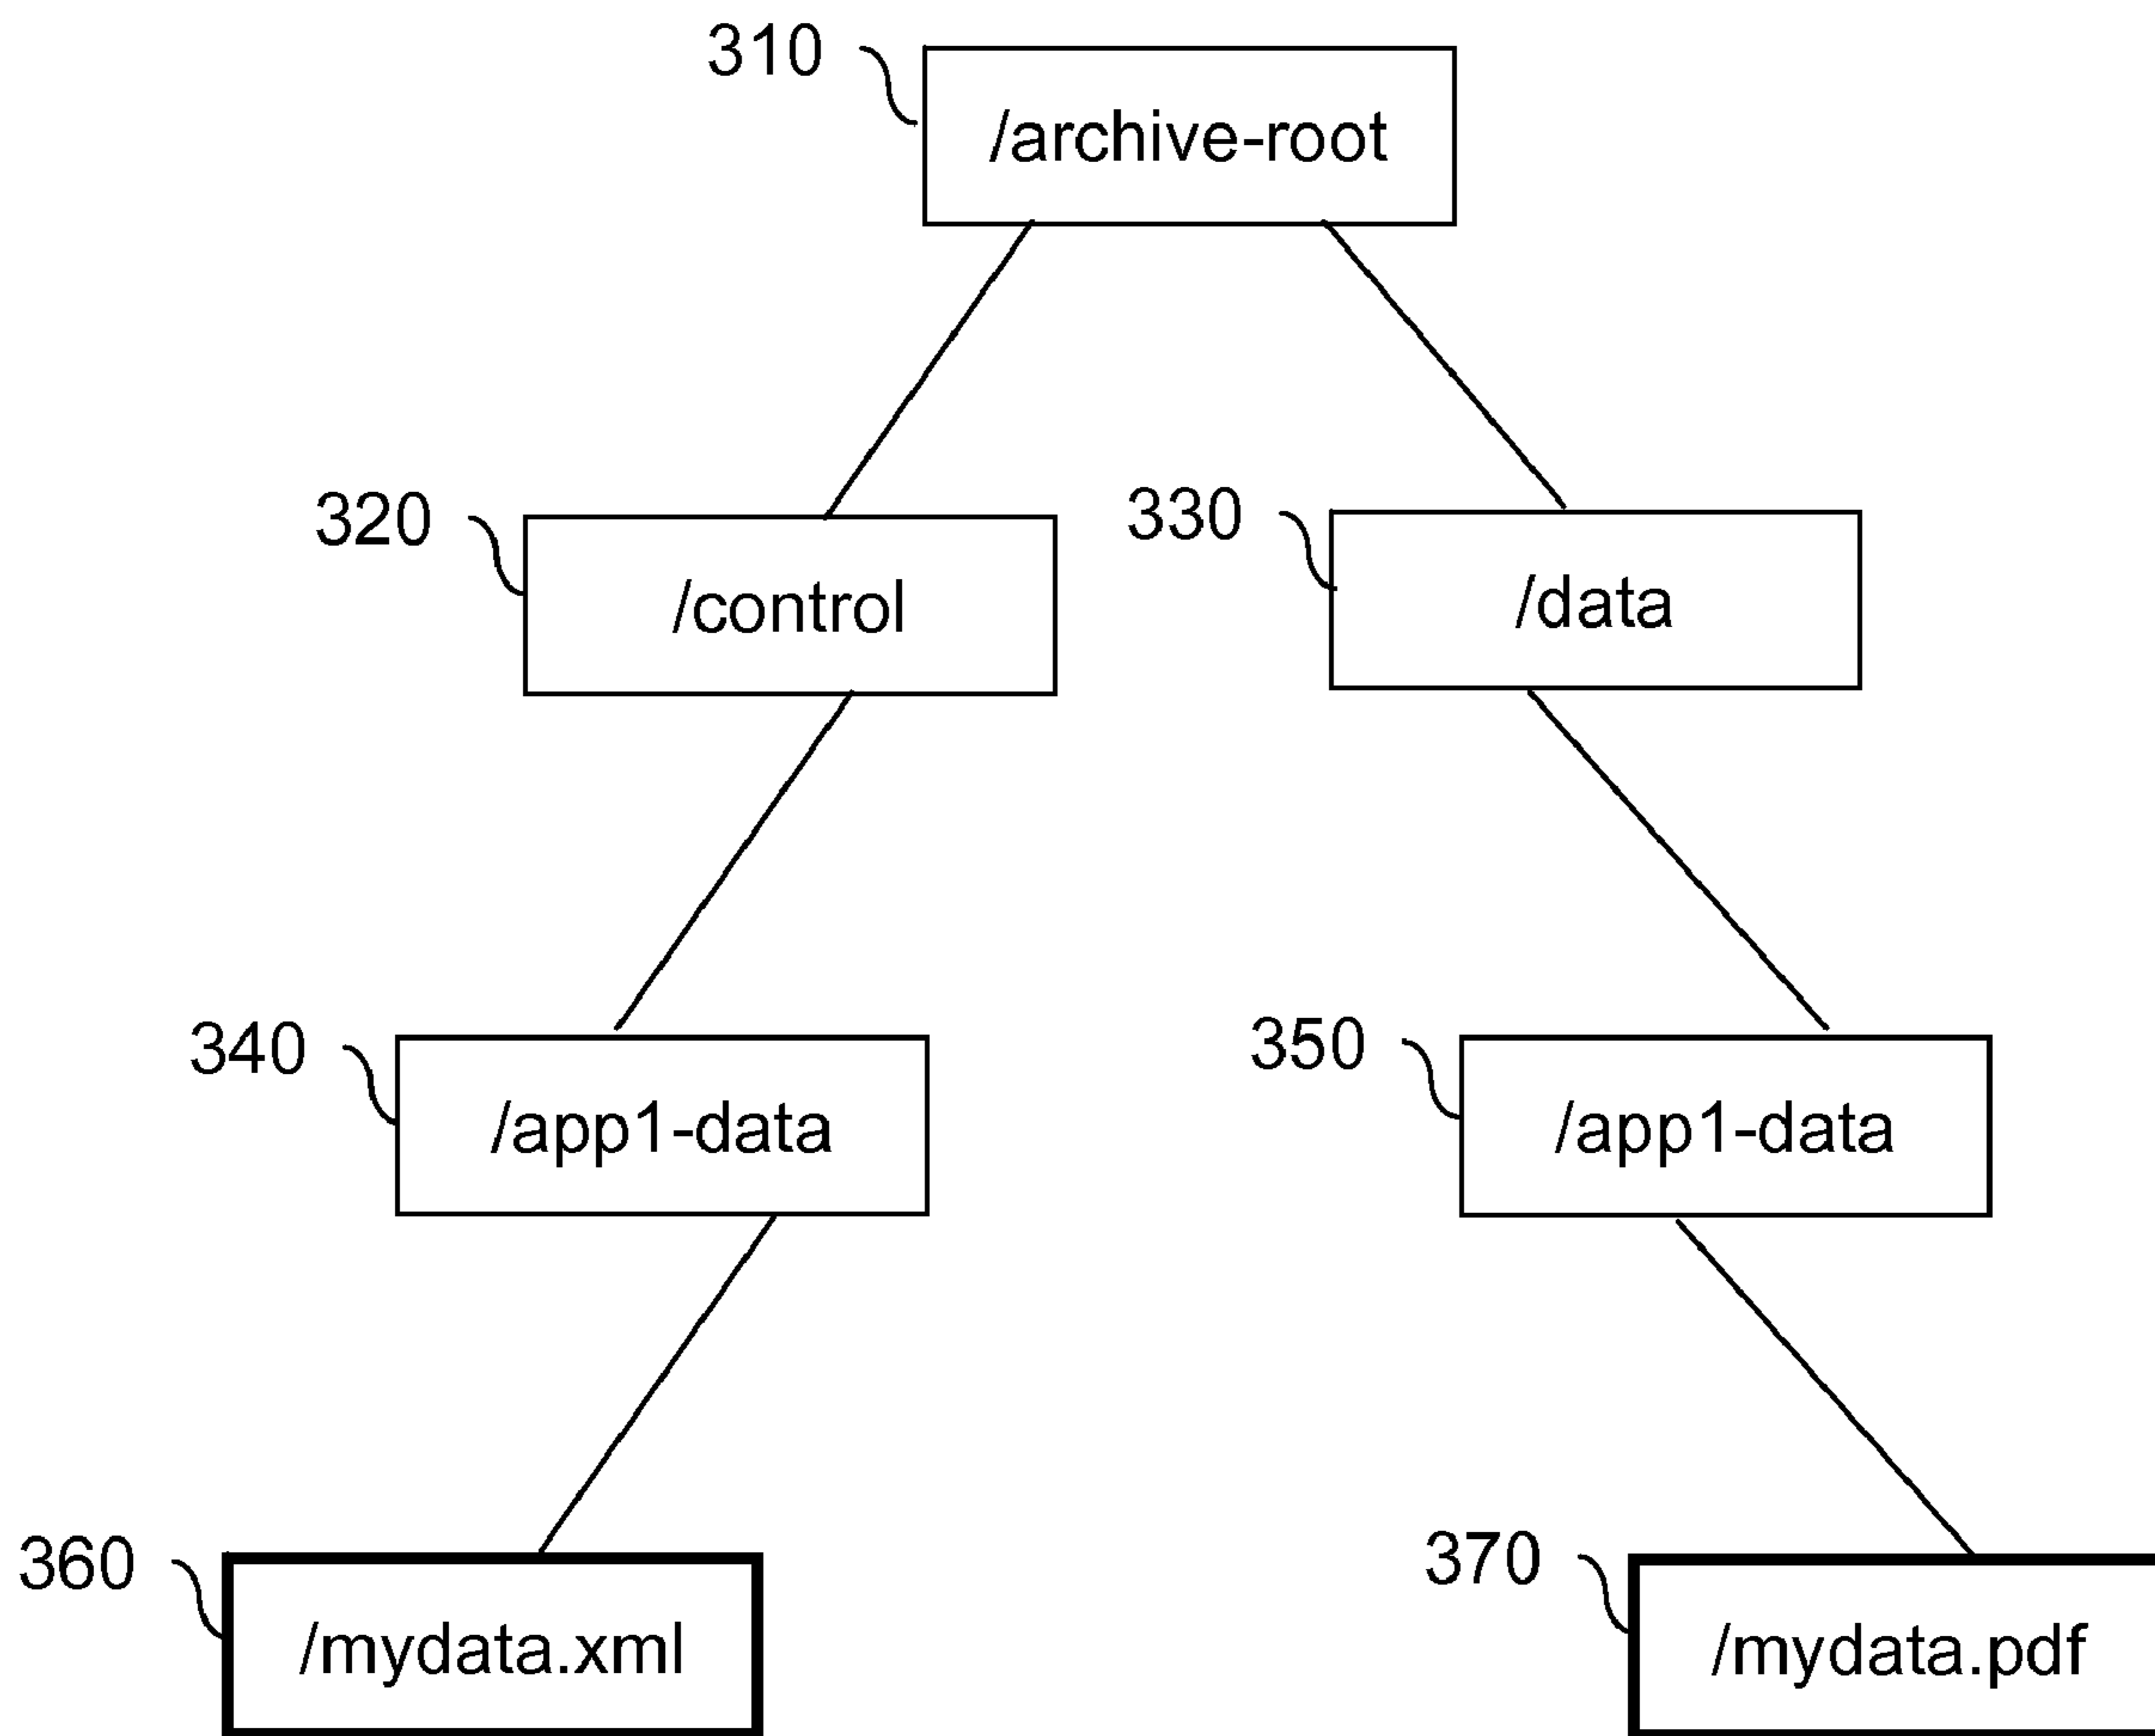 310
/archive-root
320
330
/control
/data
340
350
/app1-data
/app1-data
360
370
/mydata.xml
/mydata.pdf